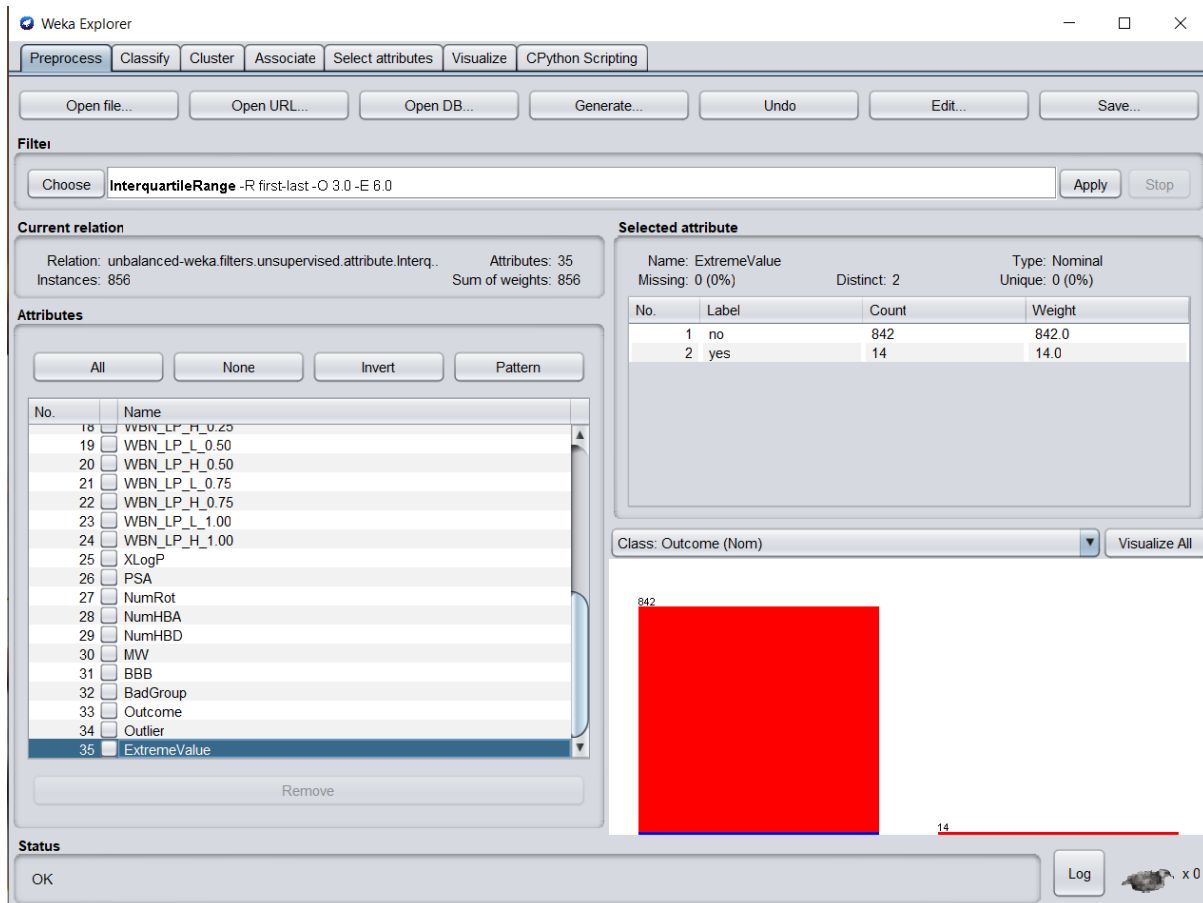 Weka Explorer
Preprocess Classify Cluster Associate Select attributes Visualize CPython Scripting
Open file... Open URL... Open DB... Generate... Undo Edit... Save...
Filter
Choose InterquartileRange -R first-last -O 3.0 -E 6.0 Apply Stop
Current relation
Relation: unbalanced-weka.filters.unsupervised.attribute.Interq.. Attributes: 35
Instances: 856 Sum of weights: 856
Attributes
All None Invert Pattern
No. Name
18 WBN_LP_H_0.25
19 WBN_LP_L_0.50
20 WBN_LP_H_0.50
21 WBN_LP_L_0.75
22 WBN_LP_H_0.75
23 WBN_LP_L_1.00
24 WBN_LP_H_1.00
25 XLogP
26 PSA
27 NumRot
28 NumHBA
29 NumHBD
30 MW
31 BBB
32 BadGroup
33 Outcome
34 Outlier
35 ExtremeValue
Remove
Selected attribute
Name: ExtremeValue Type: Nominal
Missing: 0 (0%) Distinct: 2 Unique: 0 (0%)
No. Label Count Weight
1 no 842 842.0
2 yes 14 14.0
Class: Outcome (Nom) Visualize All
842
14
Status
OK Log x 0